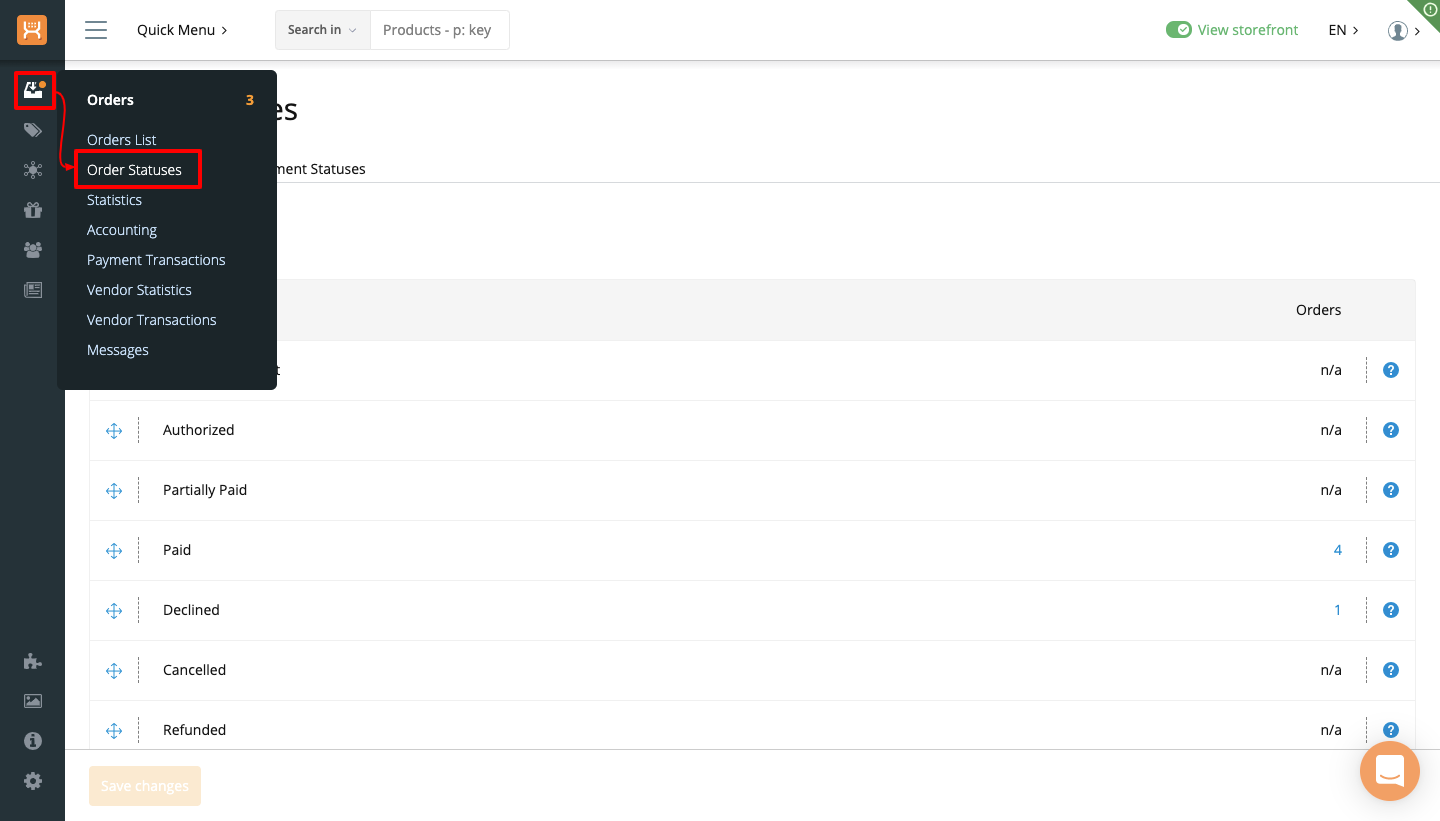 Quick Menu
Search in
Products - p: key
View storefront
EN
Orders 3
Orders List
Order Statuses
Statistics
Accounting
Payment Transactions
Vendor Statistics
Vendor Transactions
Messages
es
ment Statuses
Orders
t n/a
Authorized n/a
Partially Paid n/a
Paid 4
Declined 1
Cancelled n/a
Refunded n/a
Save changes